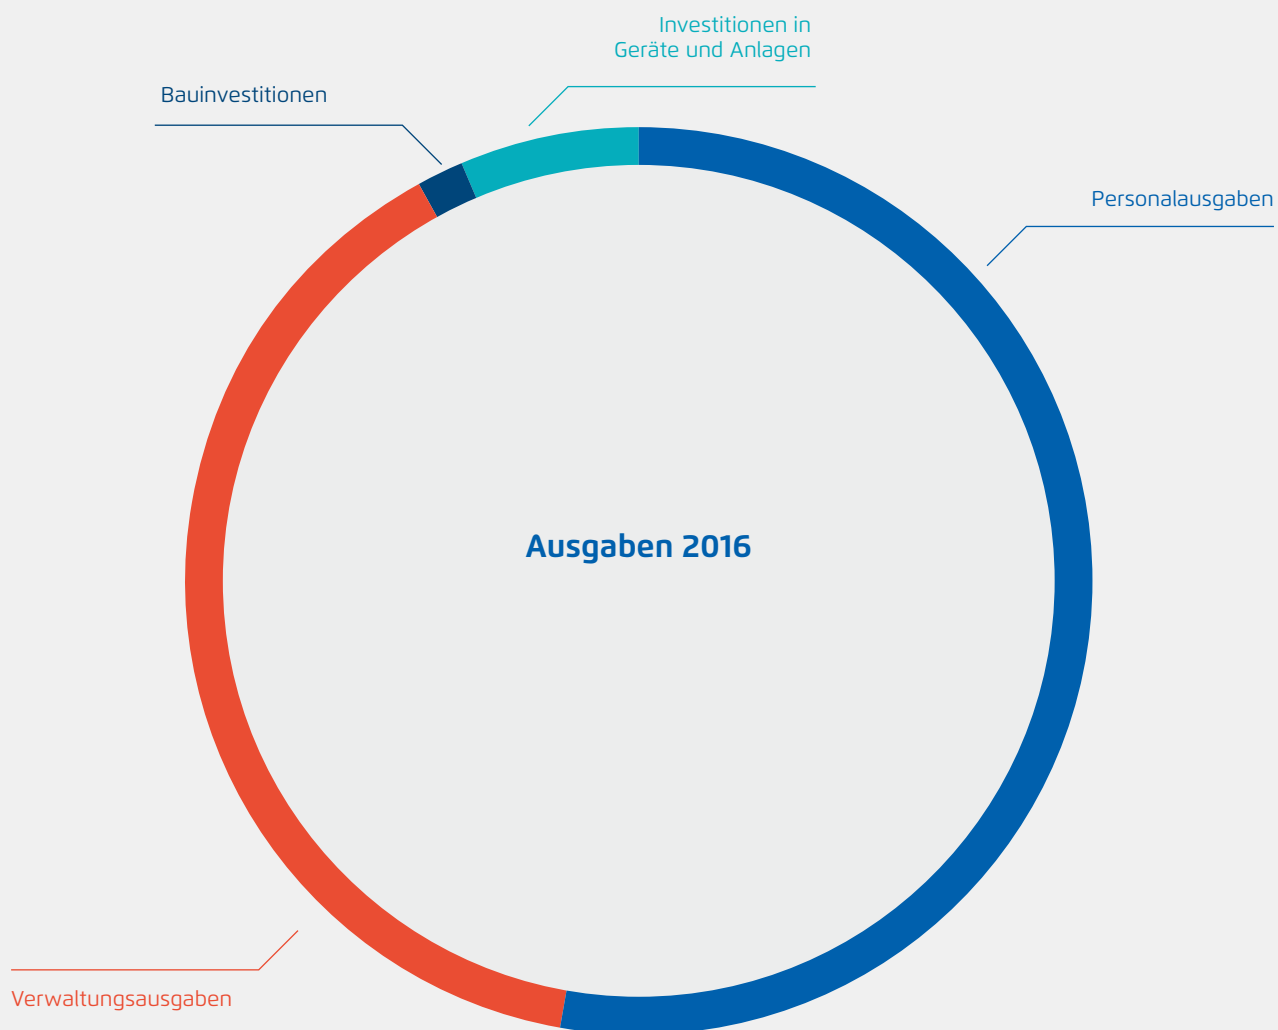 Investitionen in
Geräte und Anlagen
Bauinvestitionen
Personalausgaben
Ausgaben 2016
Verwaltungsausgaben